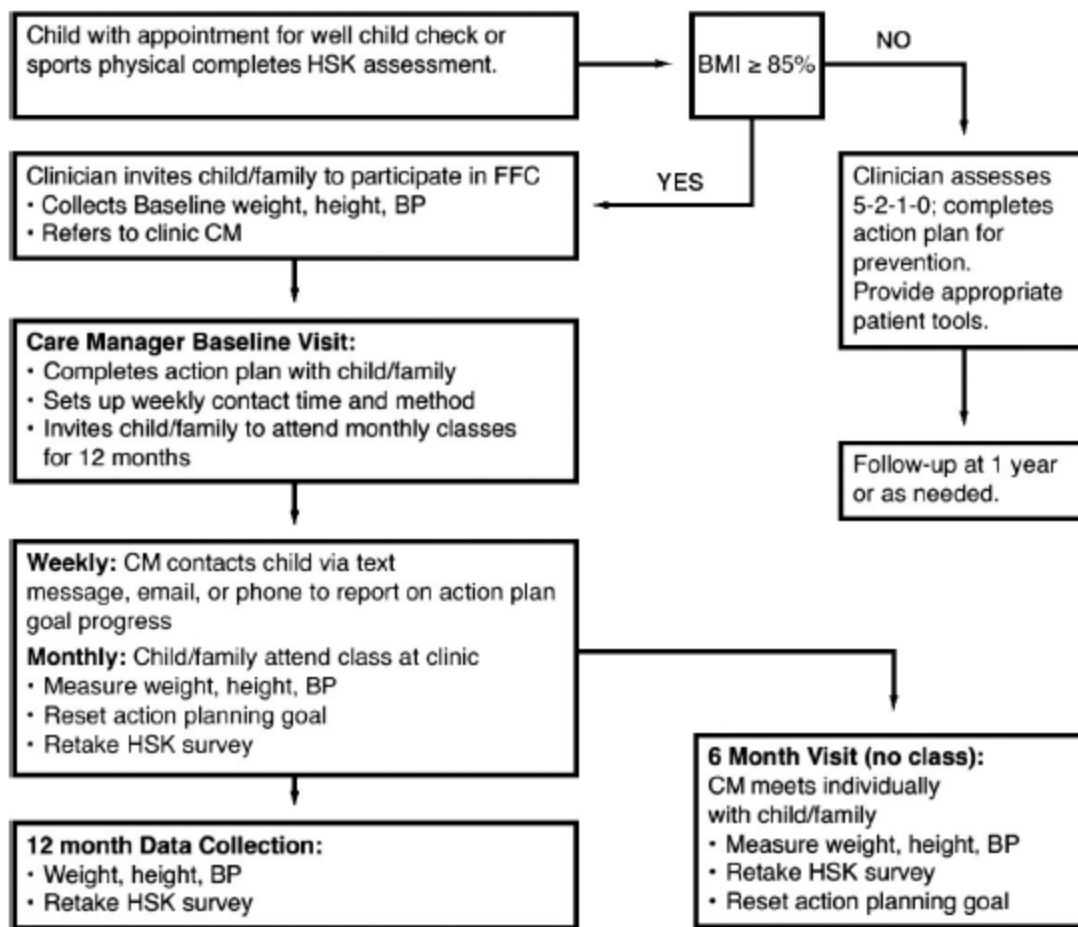 Child with appointment for well child check or
sports physical completes HSK assessment.
BMI ≥ 85%
NO
YES
Clinician invites child/family to participate in FFC
• Collects Baseline weight, height, BP
• Refers to clinic CM
Clinician assesses
5-2-1-0; completes
action plan for
prevention.
Provide appropriate
patient tools.
Care Manager Baseline Visit:
• Completes action plan with child/family
• Sets up weekly contact time and method
• Invites child/family to attend monthly classes
for 12 months
Follow-up at 1 year
or as needed.
Weekly: CM contacts child via text
message, email, or phone to report on action plan
goal progress
Monthly: Child/family attend class at clinic
• Measure weight, height, BP
• Reset action planning goal
• Retake HSK survey
6 Month Visit (no class):
CM meets individually
with child/family
• Measure weight, height, BP
• Retake HSK survey
• Reset action planning goal
12 month Data Collection:
• Weight, height, BP
• Retake HSK survey